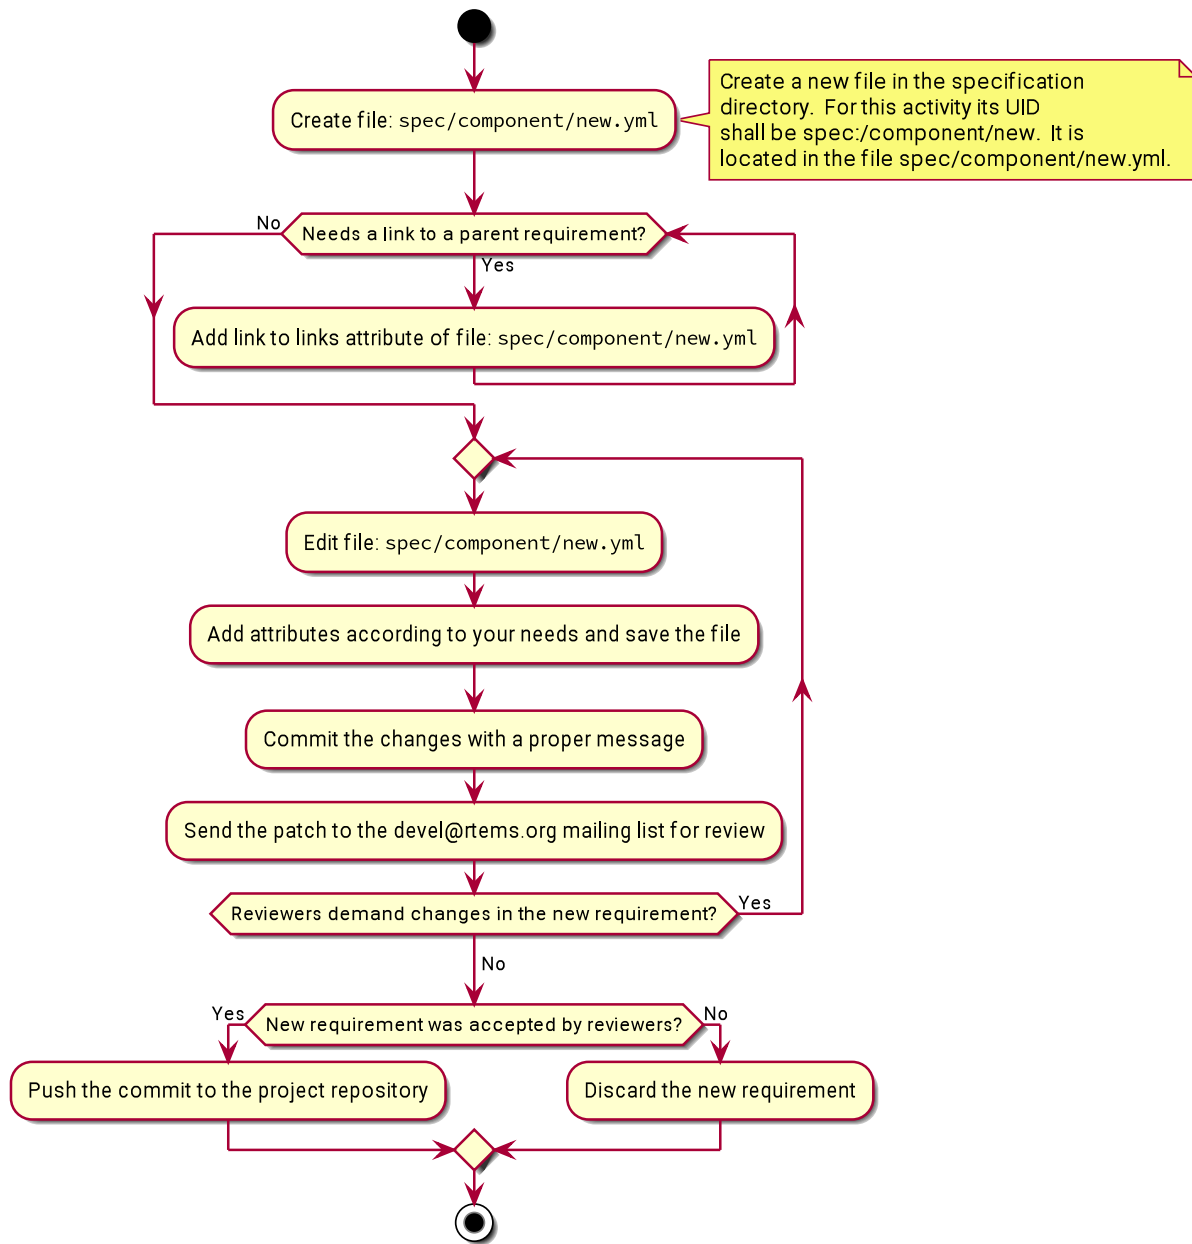 Create file: spec/component/new.yml
Create a new file in the specification
directory.  For this activity its UID
shall be spec:/component/new.  It is
located in the file spec/component/new.yml.
No
Needs a link to a parent requirement?
Yes
Add link to links attribute of file: spec/component/new.yml
Edit file: spec/component/new.yml
Add attributes according to your needs and save the file
Commit the changes with a proper message
Send the patch to the devel@rtems.org mailing list for review
Reviewers demand changes in the new requirement?
Yes
No
Yes
New requirement was accepted by reviewers?
No
Push the commit to the project repository
Discard the new requirement